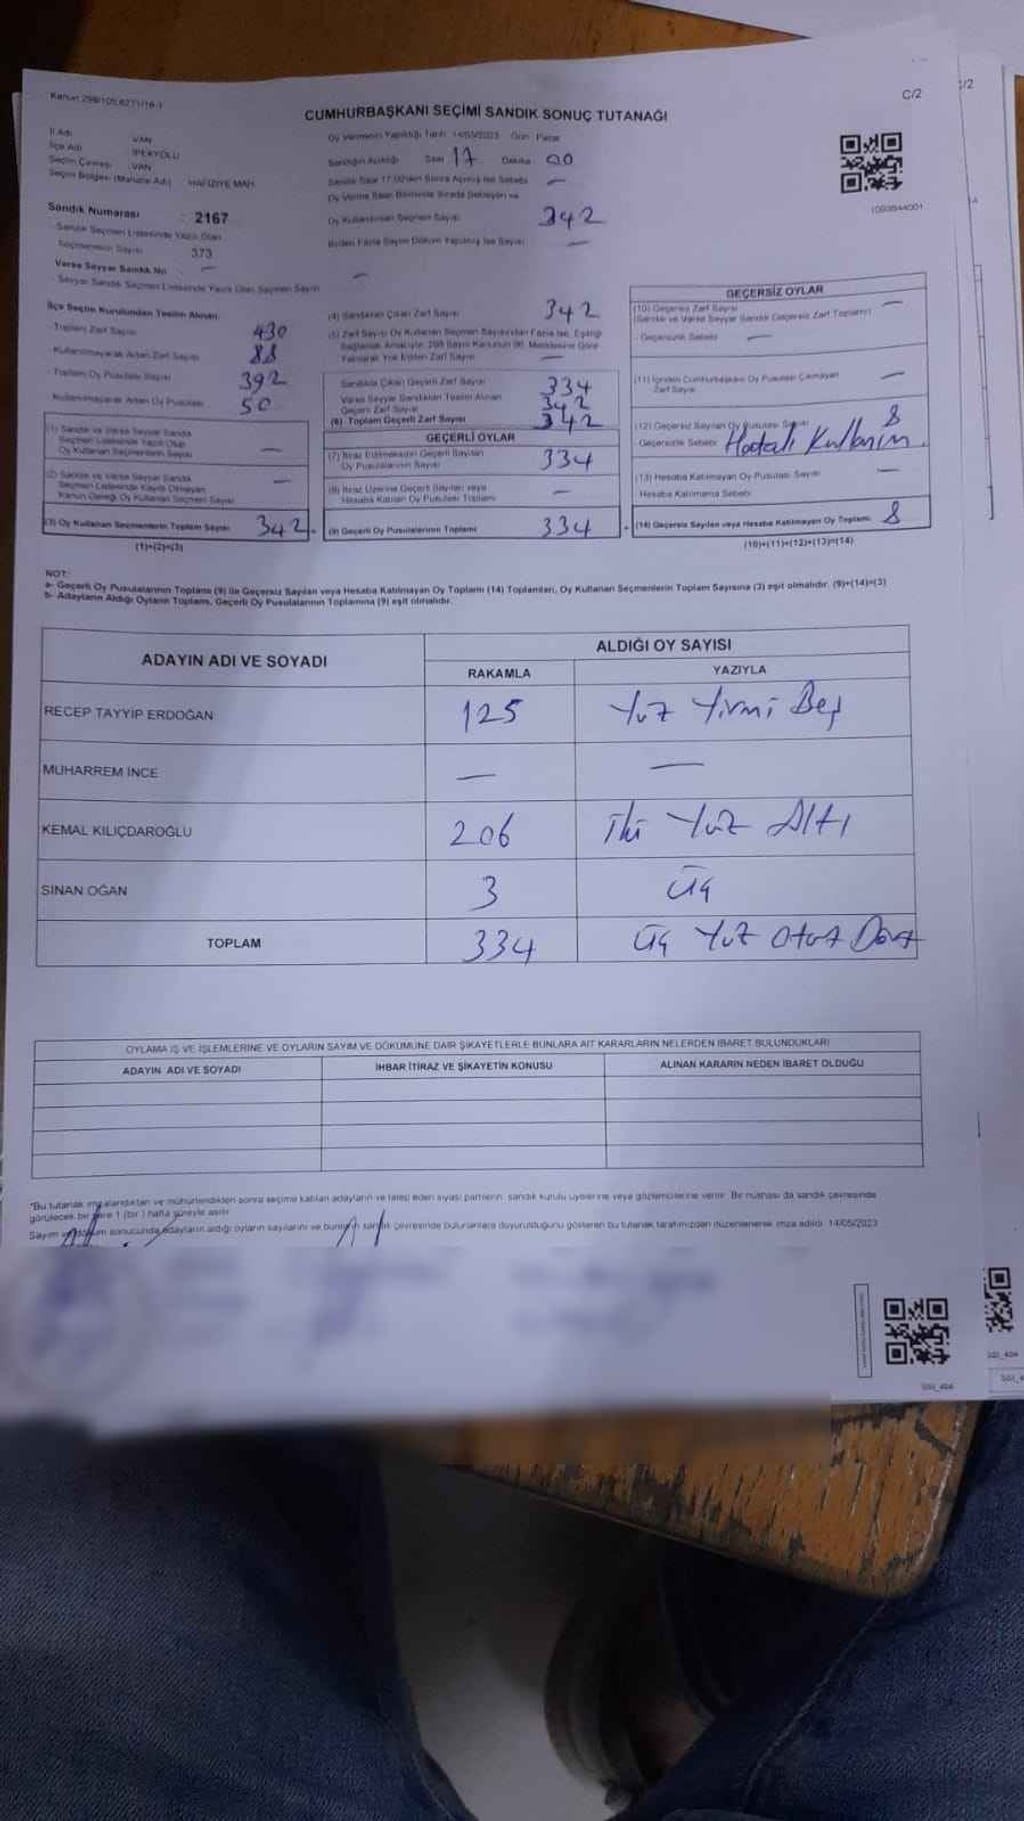 Kanun 298/105,6271/16-1
C/2
CUMHURBAŞKANI SEÇİMİ SANDIK SONUÇ TUTANAĞI
İl Adı VAN
İlçe Adı İPEKYOLU
Seçim Çevresi VAN
Seçim Bölgesi (Mahalle Adı) HAFİZİYE MAH.
Oy Vermenin Yapıldığı Tarih 14/05/2023 Gün Pazar
Sandığın Açıldığı Saat 17 Dakika 00
Sandık Saat 17:00'den Sonra Açılmış İse Sebebi —
Sandık Numarası : 2167
Sandık Seçmen Listesinde Yazılı Olan
Seçmenlerin Sayısı 373
Oy Kullanan Seçmen Sayısı 342
Birden Fazla Sayım Döküm Yapılmış İse Sayısı —
Varsa Seyyar Sandık No —
Seyyar Sandık Seçmen Listesinde Yazılı Olan Seçmen Sayısı —
İlçe Seçim Kurulundan Teslim Alınan
Toplam Zarf Sayısı 430
Kullanılmayarak Artan Zarf Sayısı 88
Toplam Oy Pusulası Sayısı 392
Kullanılmayarak Artan Oy Pusulası 50
(1) Sandık ve Varsa Seyyar Sandık
Seçmen Listesinde Yazılı Olup
Oy Kullanan Seçmenlerin Sayısı —
(2) Sandık ve Varsa Seyyar Sandık
Seçmen Listesinde Kayıtlı Olmayan
Kanun Gereği Oy Kullanan Seçmen Sayısı —
(3) Oy Kullanan Seçmenlerin Toplam Sayısı 342
(1)+(2)=(3)
(4) Sandıktan Çıkan Zarf Sayısı 342
(5) Zarf Sayısı Oy Kullanan Seçmen Sayısından Fazla İse, Eşitliği
Sağlamak Amacıyla, 298 Sayılı Kanunun 98. Maddesine Göre
Yakılarak Yok Edilen Zarf Sayısı —
Sandıkta Çıkan Geçerli Zarf Sayısı 334
Varsa Seyyar Sandıktan Teslim Alınan
Geçerli Zarf Sayısı 342
(6) Toplam Geçerli Zarf Sayısı 342
GEÇERLİ OYLAR
(7) İtiraz Edilmeksizin Geçerli Sayılan
Oy Pusulalarının Sayısı 334
(8) İtiraz Üzerine Geçerli Sayılan veya
Hesaba Katılan Oy Pusulası Toplamı —
(9) Geçerli Oy Pusulalarının Toplamı 334
GEÇERSİZ OYLAR
(10) Geçersiz Zarf Sayısı —
(Sandık ve Varsa Seyyar Sandık Geçersiz Zarf Toplamı)
Geçersizlik Sebebi —
(11) İçinden Cumhurbaşkanı Oy Pusulası Çıkmayan
Zarf Sayısı —
(12) Geçersiz Sayılan Oy Pusulası Sayısı 8
Geçersizlik Sebebi Hatalı Kullanım
(13) Hesaba Katılmayan Oy Pusulası Sayısı —
Hesaba Katılmama Sebebi
(14) Geçersiz Sayılan veya Hesaba Katılmayan Oy Toplamı 8
(10)+(11)+(12)+(13)=(14)
NOT:
a- Geçerli Oy Pusulalarının Toplamı (9) ile Geçersiz Sayılan veya Hesaba Katılmayan Oy Toplamı (14) Toplamları, Oy Kullanan Seçmenlerin Toplam Sayısına (3) eşit olmalıdır. (9)+(14)=(3)
b- Adayların Aldığı Oyların Toplamı, Geçerli Oy Pusulalarının Toplamına (9) eşit olmalıdır.
ADAYIN ADI VE SOYADI
ALDIĞI OY SAYISI
RAKAMLA YAZIYLA
RECEP TAYYİP ERDOĞAN 125 Yüz Yirmi Beş
MUHARREM İNCE — —
KEMAL KILIÇDAROĞLU 206 İki Yüz Altı
SİNAN OĞAN 3 Üç
TOPLAM 334 Üç Yüz Otuz Dört
OYLAMA İŞ VE İŞLEMLERİNE VE OYLARIN SAYIM VE DÖKÜMÜNE DAİR ŞİKAYETLERLE BUNLARA AİT KARARLARIN NELERDEN İBARET BULUNDUKLARI
ADAYIN ADI VE SOYADI İHBAR İTİRAZ VE ŞİKAYETİN KONUSU ALINAN KARARIN NEDEN İBARET OLDUĞU
*Bu tutanak imzalandıktan ve mühürlendikten sonra seçime katılan adayların ve talep eden siyasi partilerin, sandık kurulu üyelerine veya gözlemcilerine verilir. Bir nüshası da sandık çevresinde
görülecek bir yere 1 (bir) hafta süreyle asılır.
Sayım ve döküm sonucunda adayların aldığı oyların sayılarını ve bunların sandık çevresinde bulunanlara duyurulduğunu gösteren bu tutanak tarafımızdan düzenlenerek imza edildi. 14/05/2023